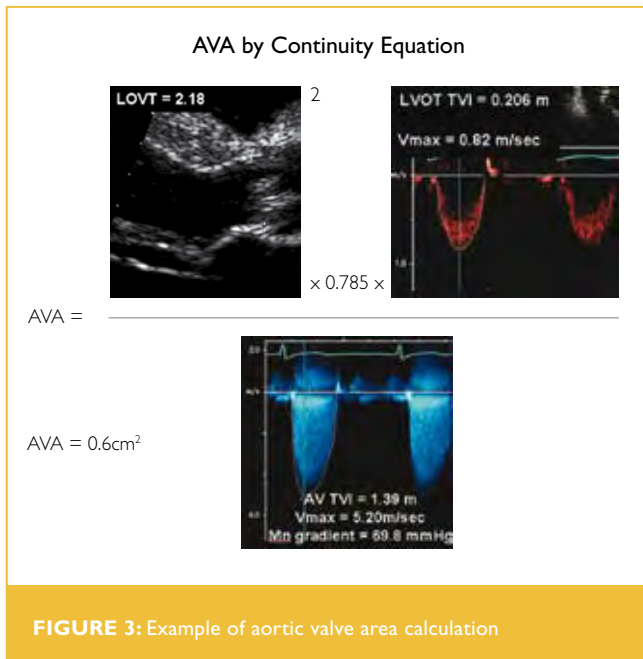 AVA by Continuity Equation
LOVT = 2.18
2
LVOT TVI = 0.206 m
Vmax = 0.82 m/sec
x 0.785 x
AVA =
AVA = 0.6cm²
AV TVI = 1.39 m
Vmax = 5.20m/sec
Mn gradient = 69.8 mmHg
FIGURE 3: Example of aortic valve area calculation